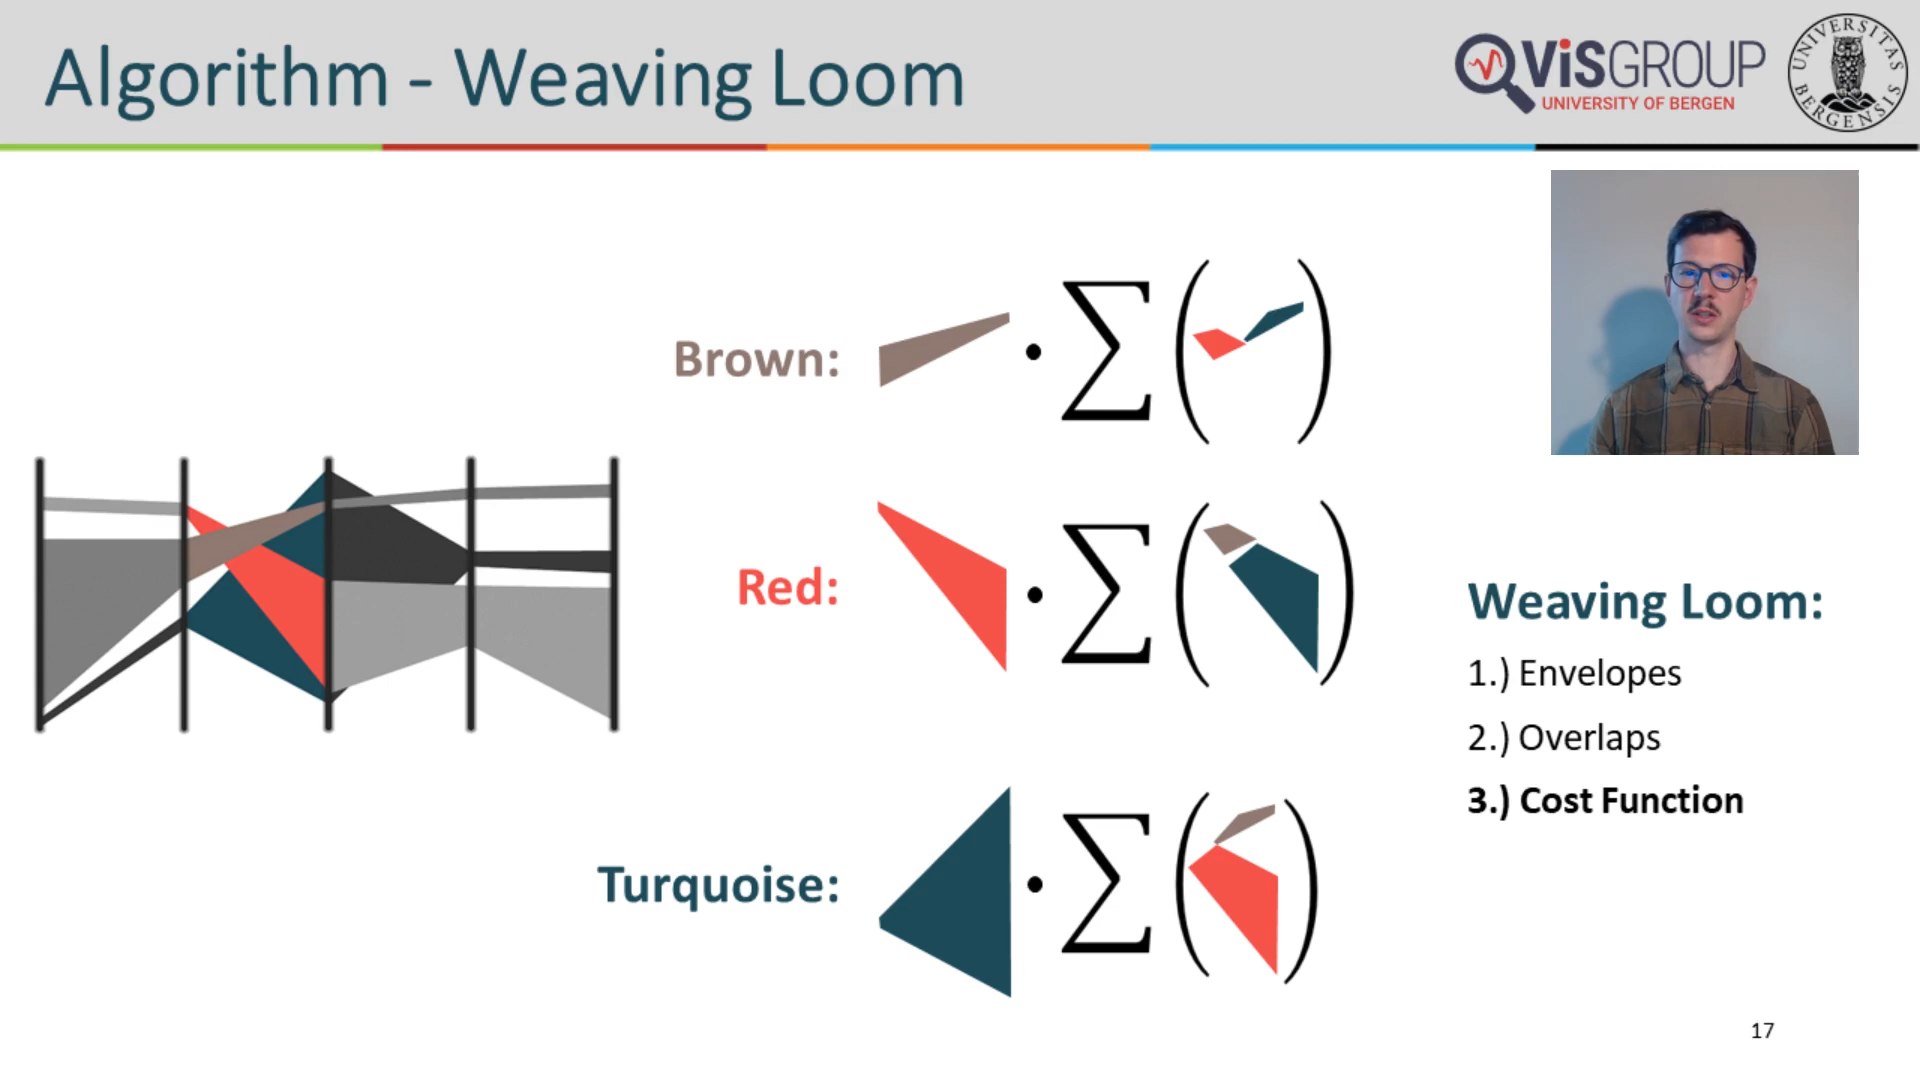 Algorithm - Weaving Loom
ViSGROUP
UNIVERSITY OF BERGEN
UNIVERSITAS BERGENSIS
Brown: • ∑ ( )
Red: • ∑ ( )
Turquoise: • ∑ ( )
Weaving Loom:
1.) Envelopes
2.) Overlaps
3.) Cost Function
17